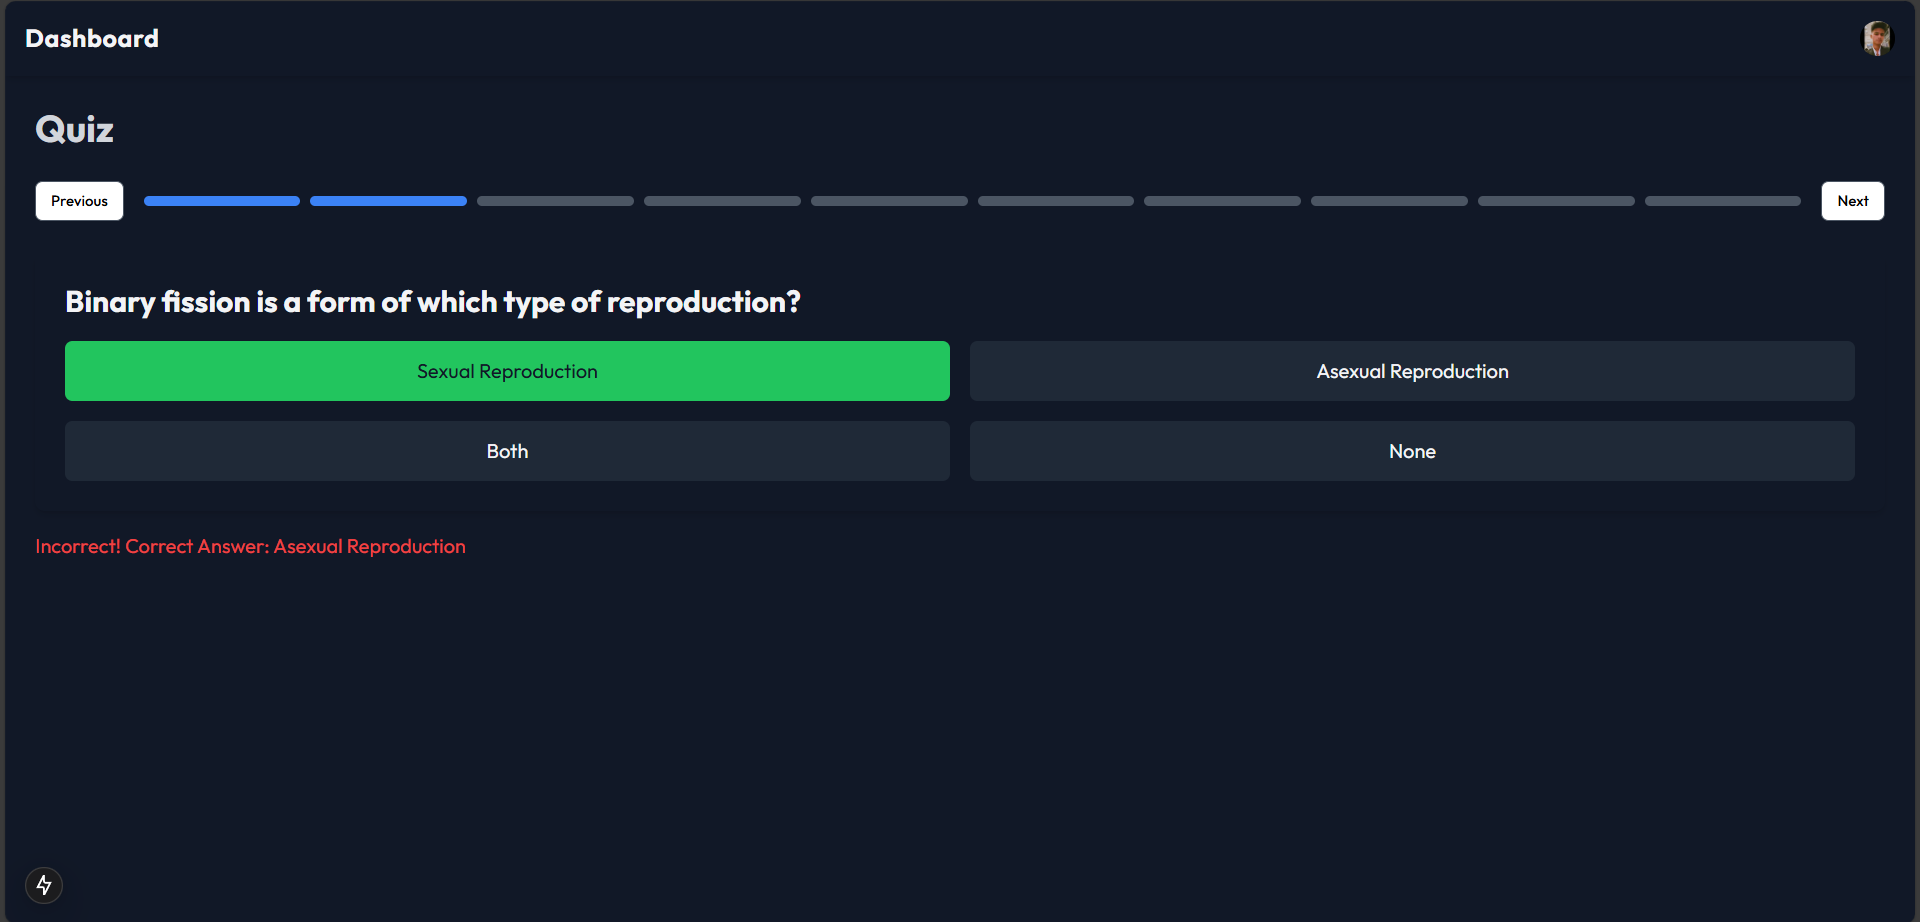 Dashboard
Quiz
Previous
Next
Binary fission is a form of which type of reproduction?
Sexual Reproduction
Asexual Reproduction
Both
None
Incorrect! Correct Answer: Asexual Reproduction